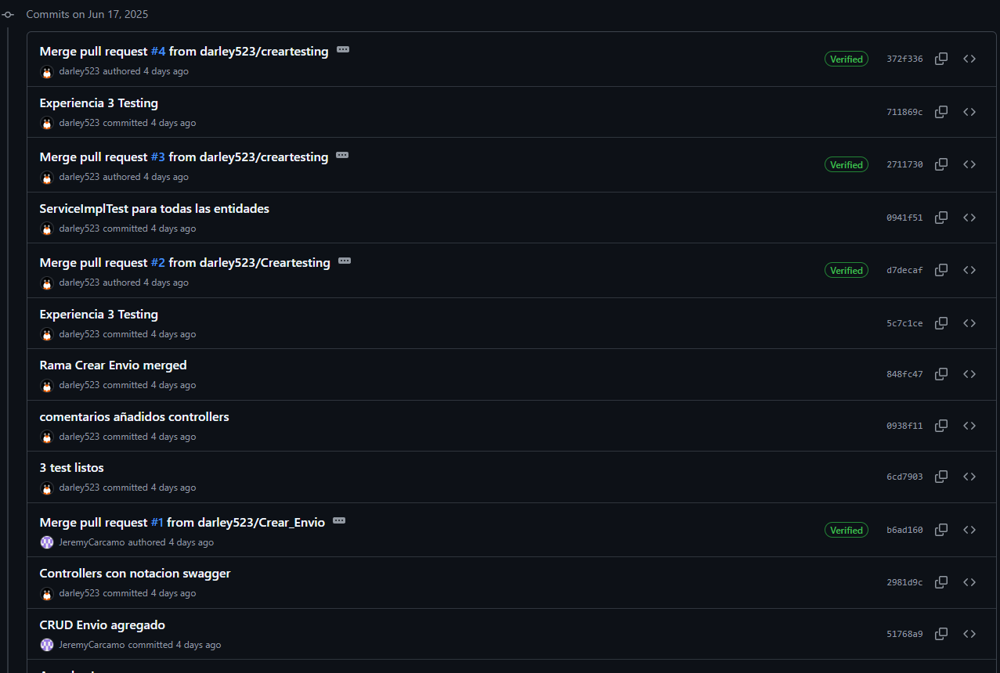 Commits on Jun 17, 2025
Merge pull request #4 from darley523/creartesting
darley523 authored 4 days ago
Verified
372f336
Experiencia 3 Testing
darley523 committed 4 days ago
711869c
Merge pull request #3 from darley523/creartesting
darley523 authored 4 days ago
Verified
2711730
ServiceImplTest para todas las entidades
darley523 committed 4 days ago
0941f51
Merge pull request #2 from darley523/Creartesting
darley523 authored 4 days ago
Verified
d7decaf
Experiencia 3 Testing
darley523 committed 4 days ago
5c7c1ce
Rama Crear Envio merged
darley523 committed 4 days ago
848fc47
comentarios añadidos controllers
darley523 committed 4 days ago
0938f11
3 test listos
darley523 committed 4 days ago
6cd7903
Merge pull request #1 from darley523/Crear_Envio
JeremyCarcamo authored 4 days ago
Verified
b6ad160
Controllers con notacion swagger
darley523 committed 4 days ago
2981d9c
CRUD Envio agregado
JeremyCarcamo committed 4 days ago
51768a9